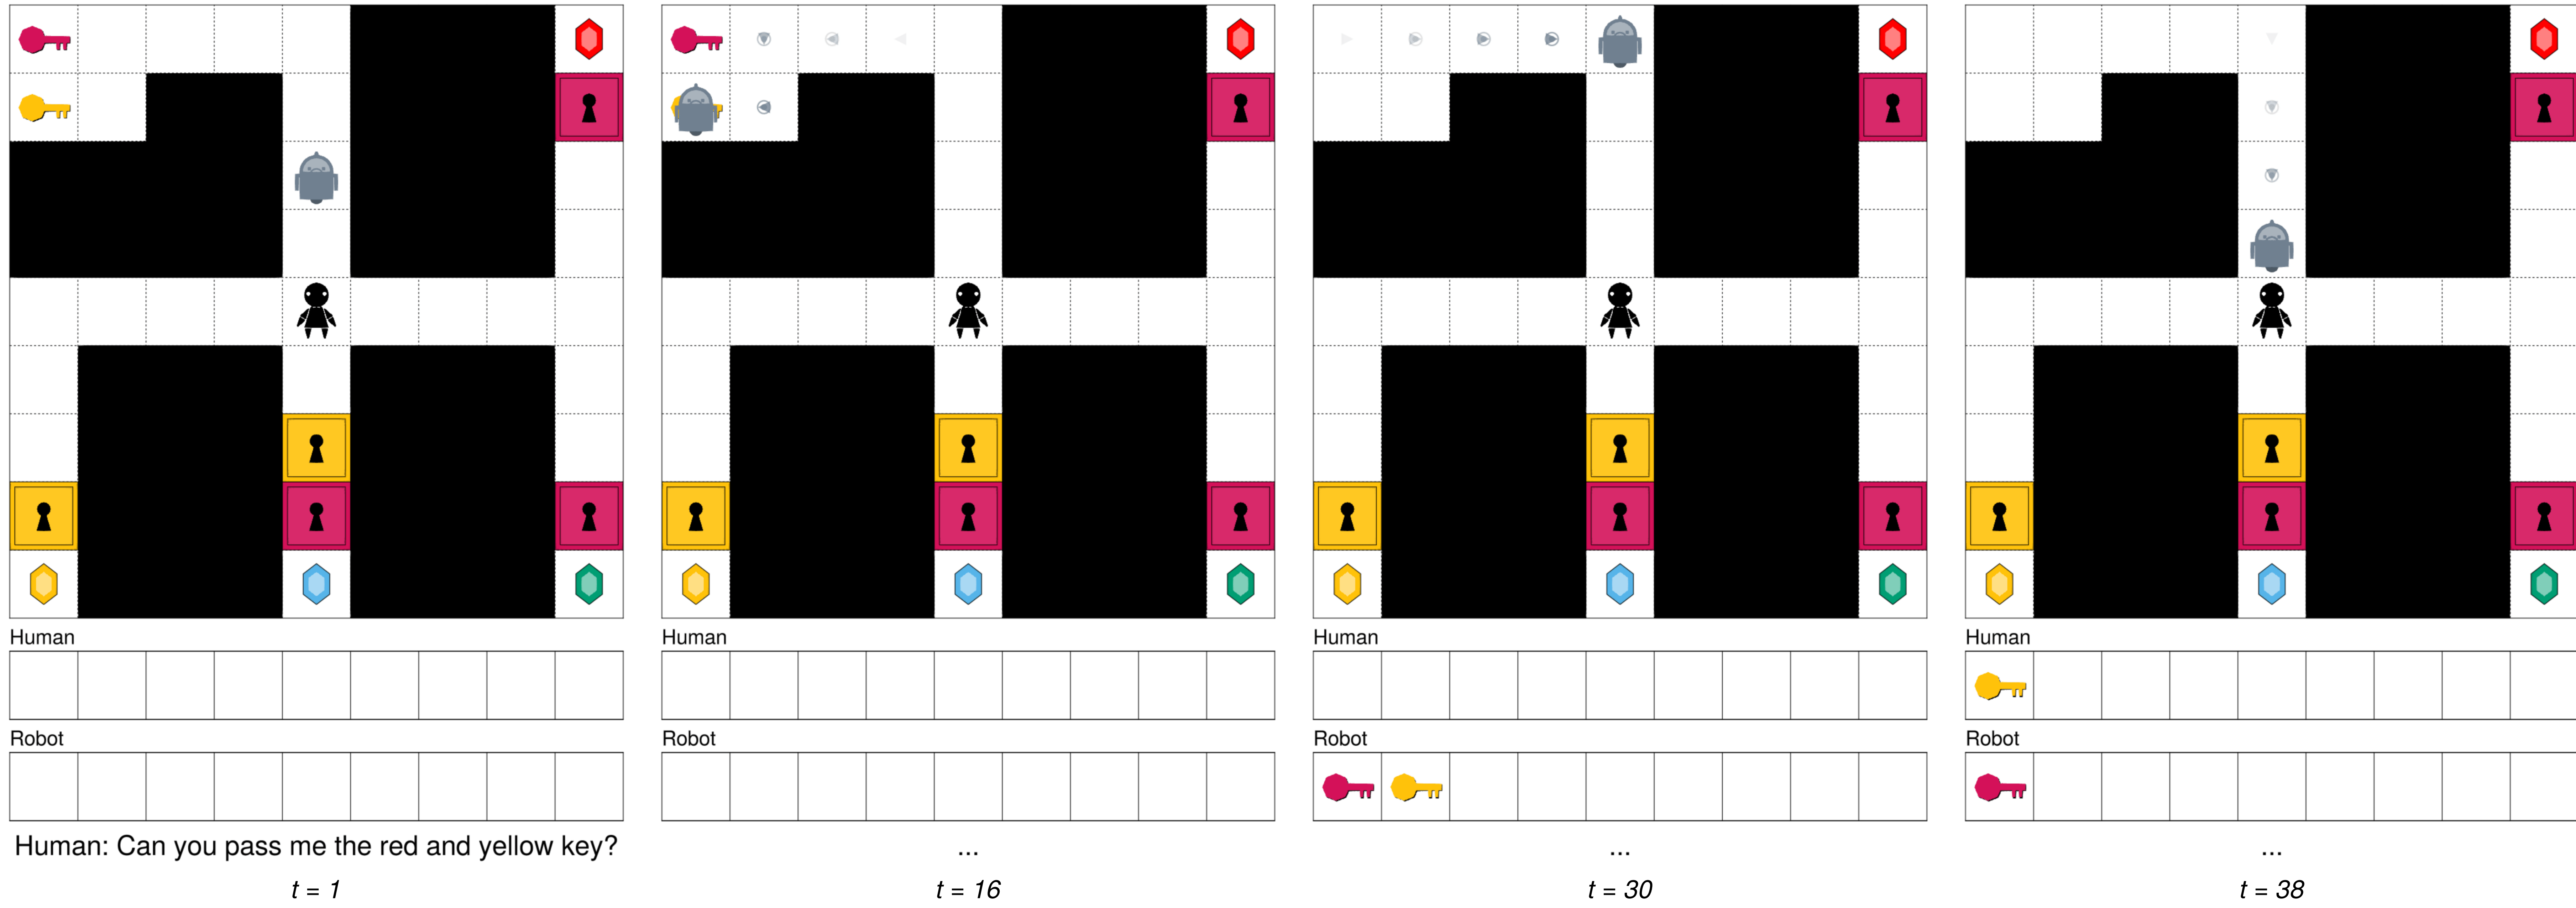 Human
Robot
Human: Can you pass me the red and yellow key?
t = 1
Human
Robot
...
t = 16
Human
Robot
...
t = 30
Human
Robot
...
t = 38